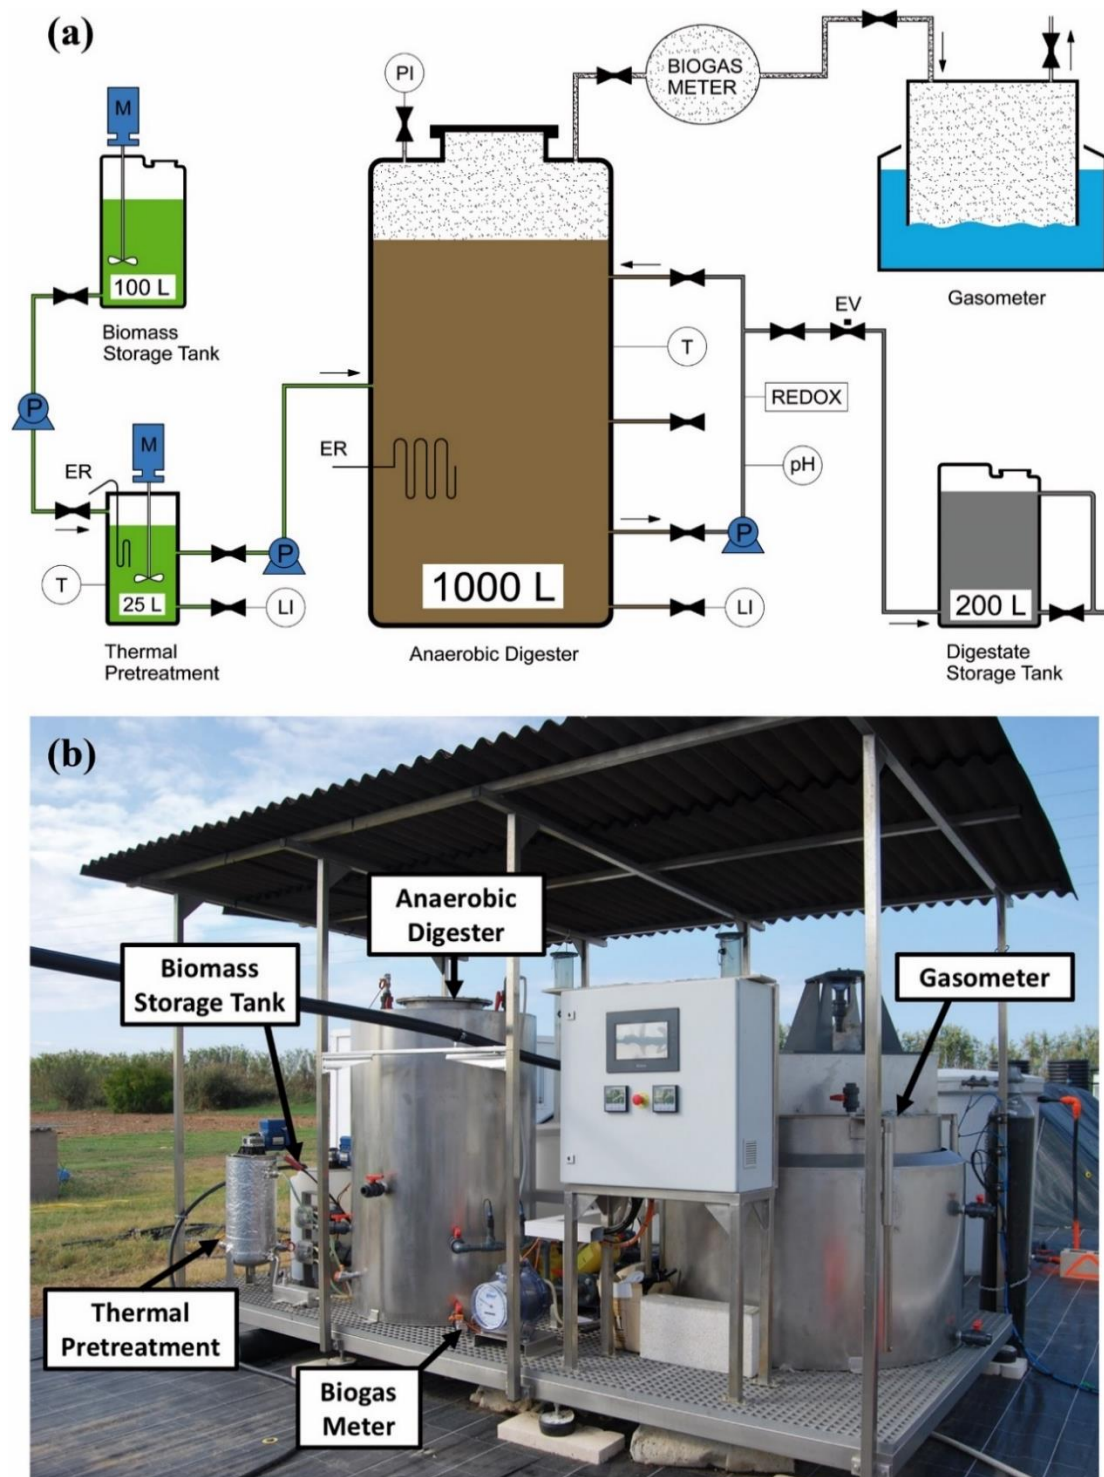 (a)
M
PI
BIOGAS
METER
100 L
Biomass
Storage Tank
Gasometer
EV
T
P
REDOX
M
ER
ER
pH
P
P
T
25 L
LI
1000 L
LI
200 L
Thermal
Pretreatment
Anaerobic Digester
Digestate
Storage Tank
(b)
Anaerobic
Digester
Biomass
Storage Tank
Gasometer
Thermal
Pretreatment
Biogas
Meter